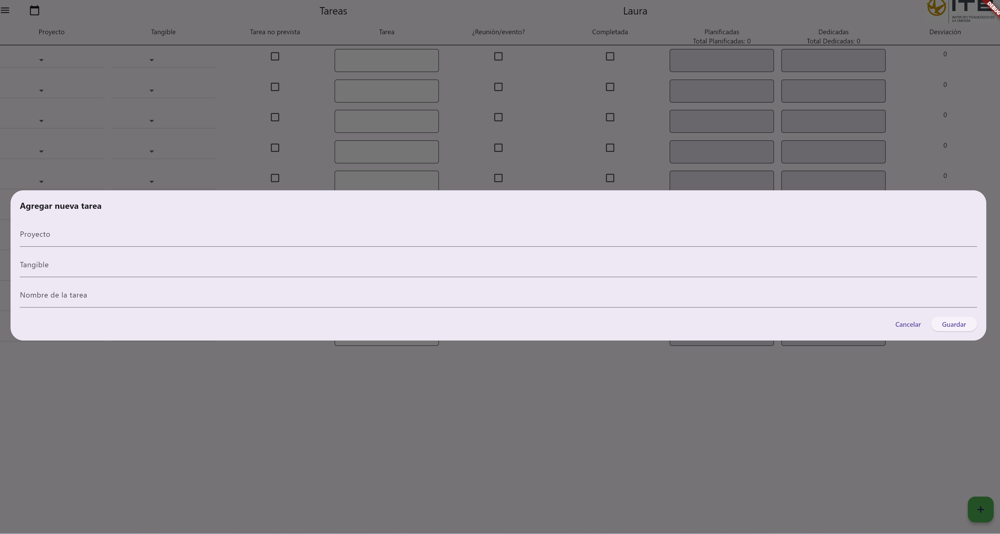 Tareas
Laura
ITE
INSTITUTO TECNOLÓGICO DE
LA ENERGÍA
DEBUG
Proyecto
Tangible
Tarea no prevista
Tarea
¿Reunión/evento?
Completada
Planificadas
Total Planificadas: 0
Dedicadas
Total Dedicadas: 0
Desviación
0
0
0
0
0
Agregar nueva tarea
Proyecto
Tangible
Nombre de la tarea
Cancelar
Guardar